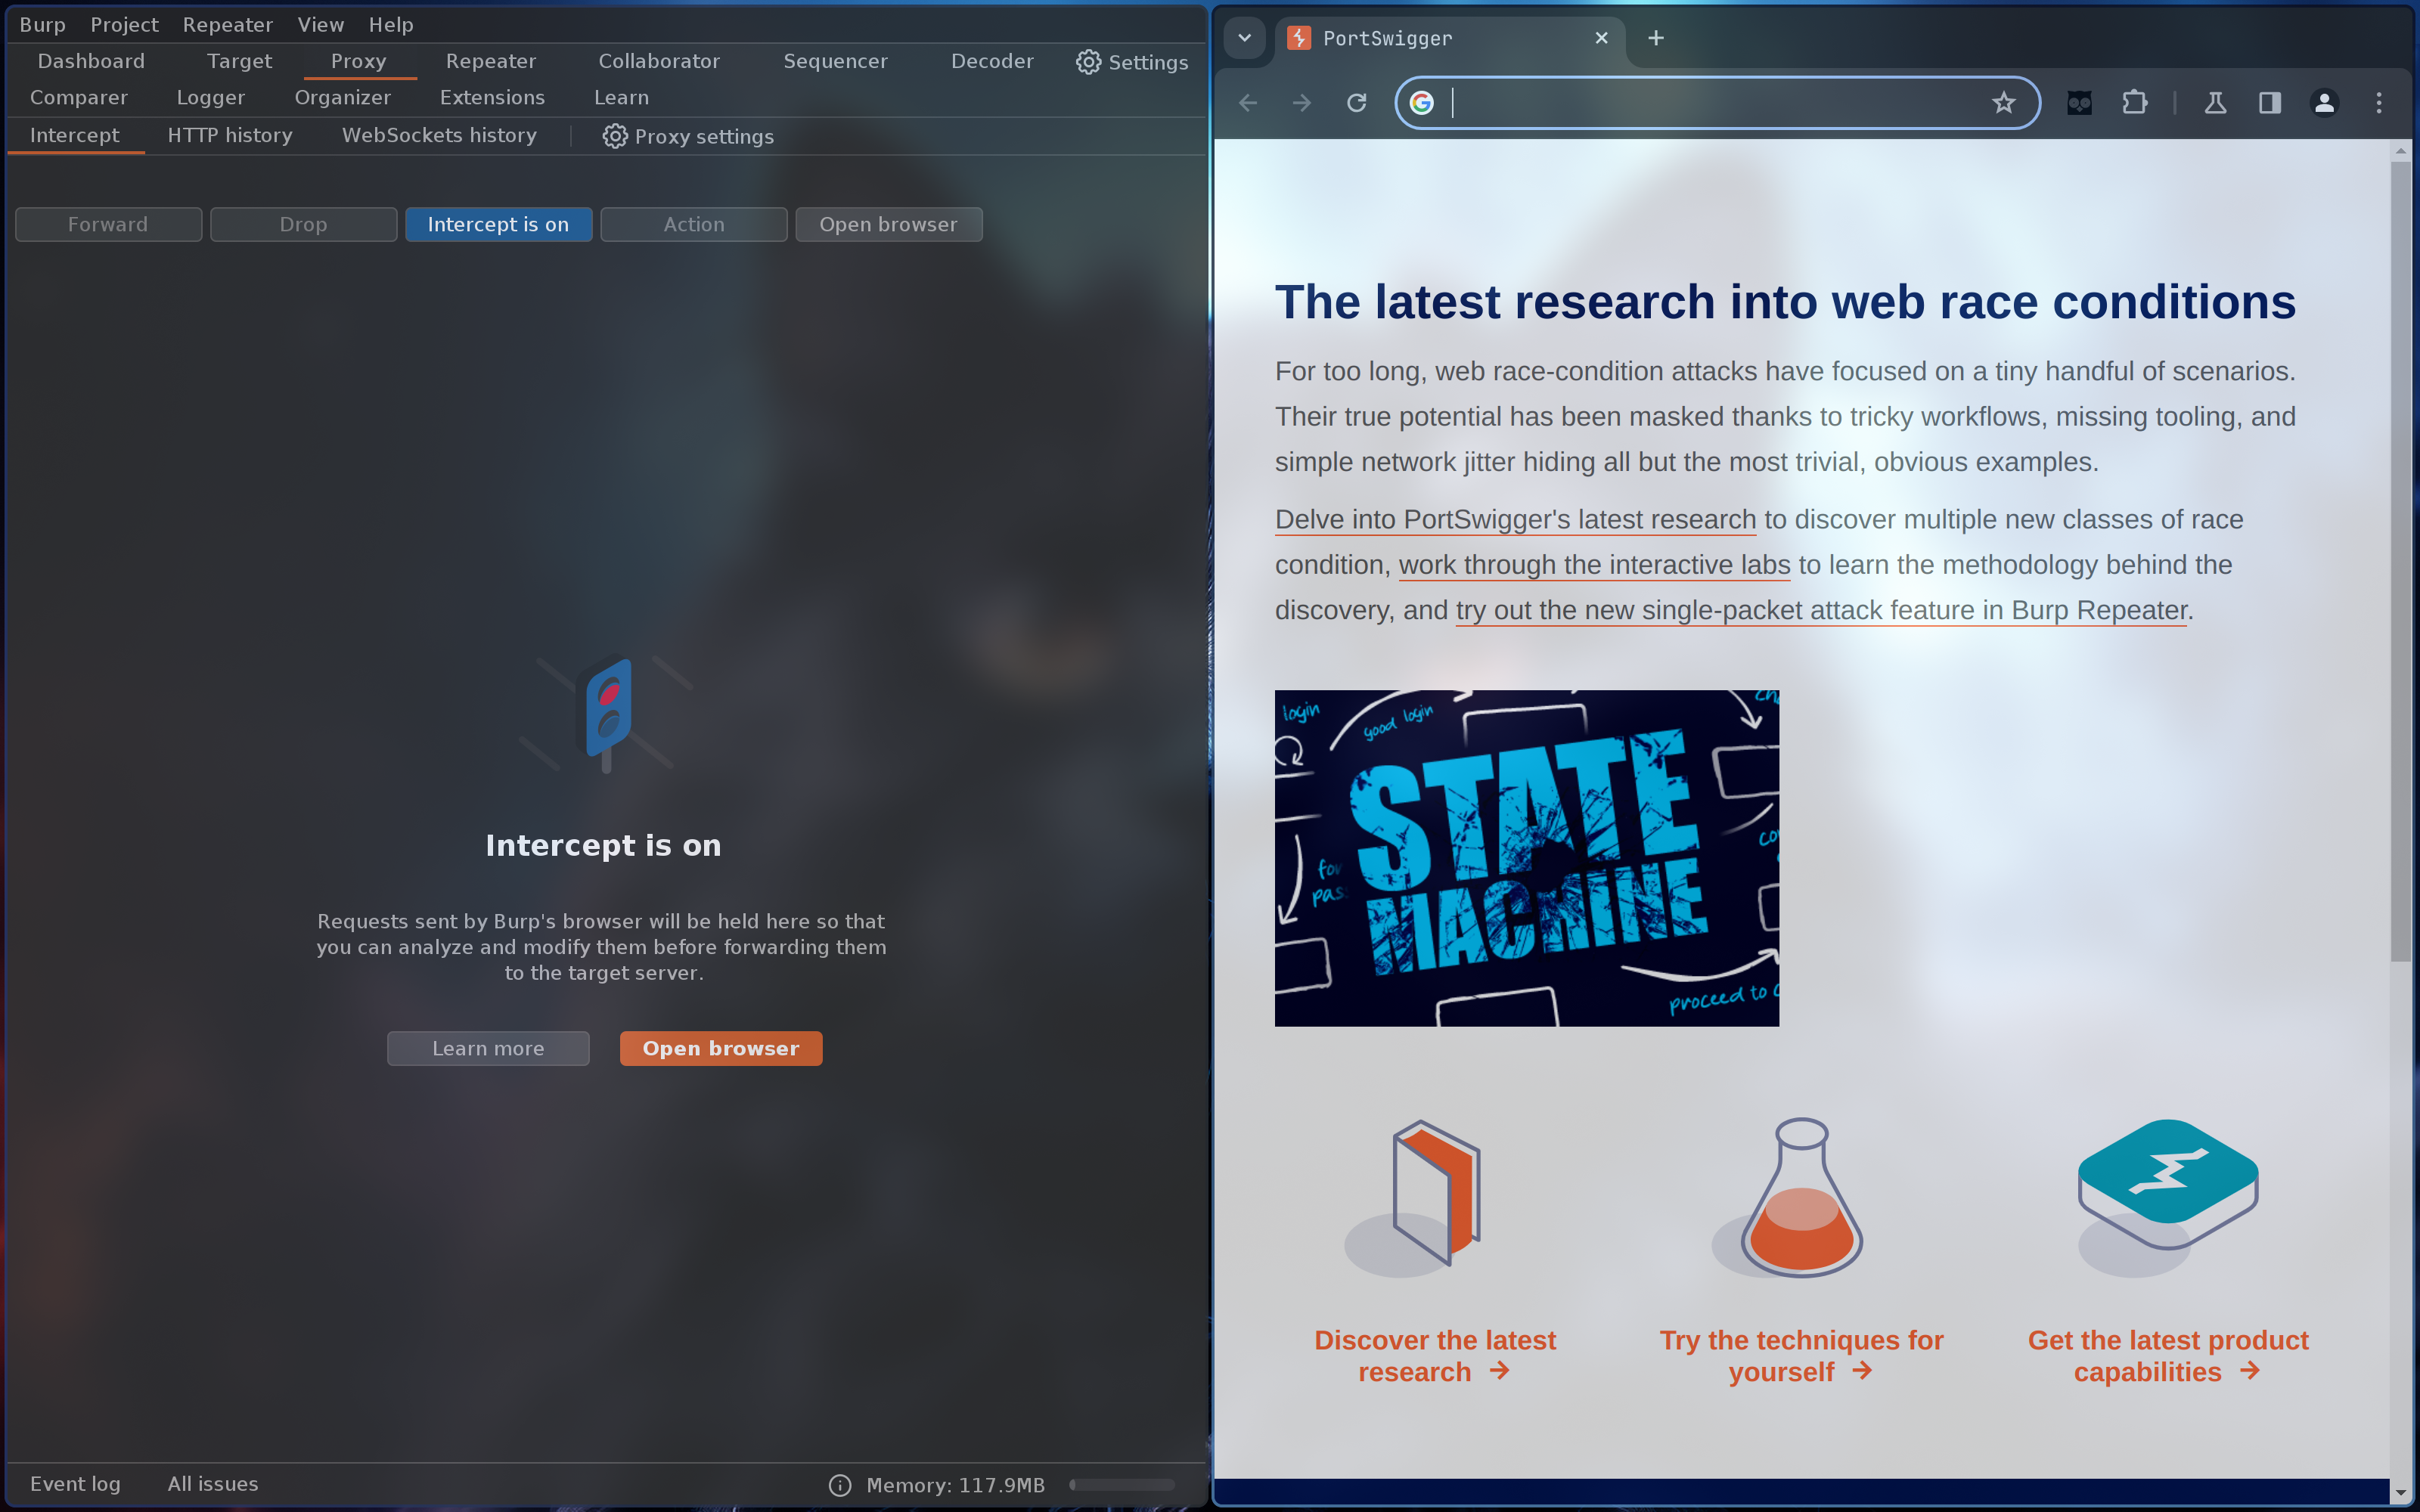 Burp Project Repeater View Help
Dashboard Target Proxy Repeater Collaborator Sequencer Decoder Settings
Comparer Logger Organizer Extensions Learn
Intercept HTTP history WebSockets history Proxy settings
Forward Drop Intercept is on Action Open browser
Intercept is on
Requests sent by Burp's browser will be held here so that
you can analyze and modify them before forwarding them
to the target server.
Learn more Open browser
Event log All issues Memory: 117.9MB
PortSwigger
The latest research into web race conditions
For too long, web race-condition attacks have focused on a tiny handful of scenarios.
Their true potential has been masked thanks to tricky workflows, missing tooling, and
simple network jitter hiding all but the most trivial, obvious examples.
Delve into PortSwigger's latest research to discover multiple new classes of race
condition, work through the interactive labs to learn the methodology behind the
discovery, and try out the new single-packet attack feature in Burp Repeater.
login
good login
STATE
MACHINE
proceed to
Discover the latest
research →
Try the techniques for
yourself →
Get the latest product
capabilities →